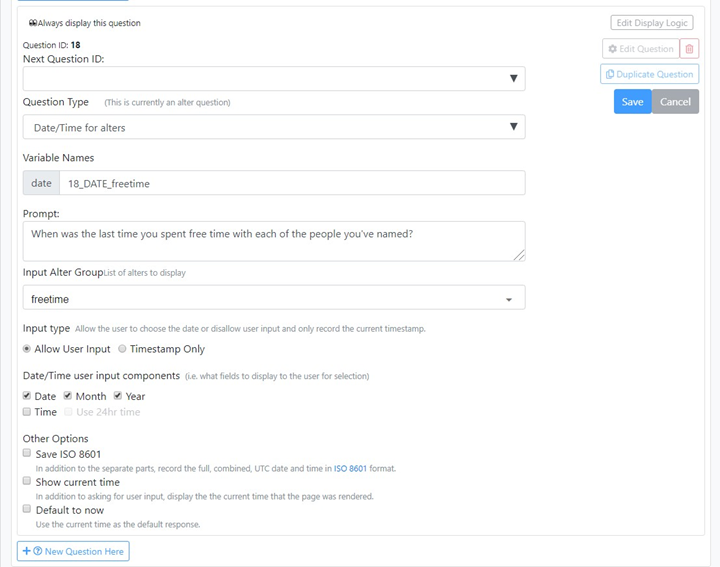 Always display this question
Edit Display Logic
Question ID: 18
Edit Question
Next Question ID:
Duplicate Question
Question Type (This is currently an alter question)
Save Cancel
Date/Time for alters
Variable Names
date 18_DATE_freetime
Prompt:
When was the last time you spent free time with each of the people you've named?
Input Alter GroupList of alters to display
freetime
Input type Allow the user to choose the date or disallow user input and only record the current timestamp.
Allow User Input Timestamp Only
Date/Time user input components (i.e. what fields to display to the user for selection)
Date Month Year
Time Use 24hr time
Other Options
Save ISO 8601
In addition to the separate parts, record the full, combined, UTC date and time in ISO 8601 format.
Show current time
In addition to asking for user input, display the the current time that the page was rendered.
Default to now
Use the current time as the default response.
New Question Here